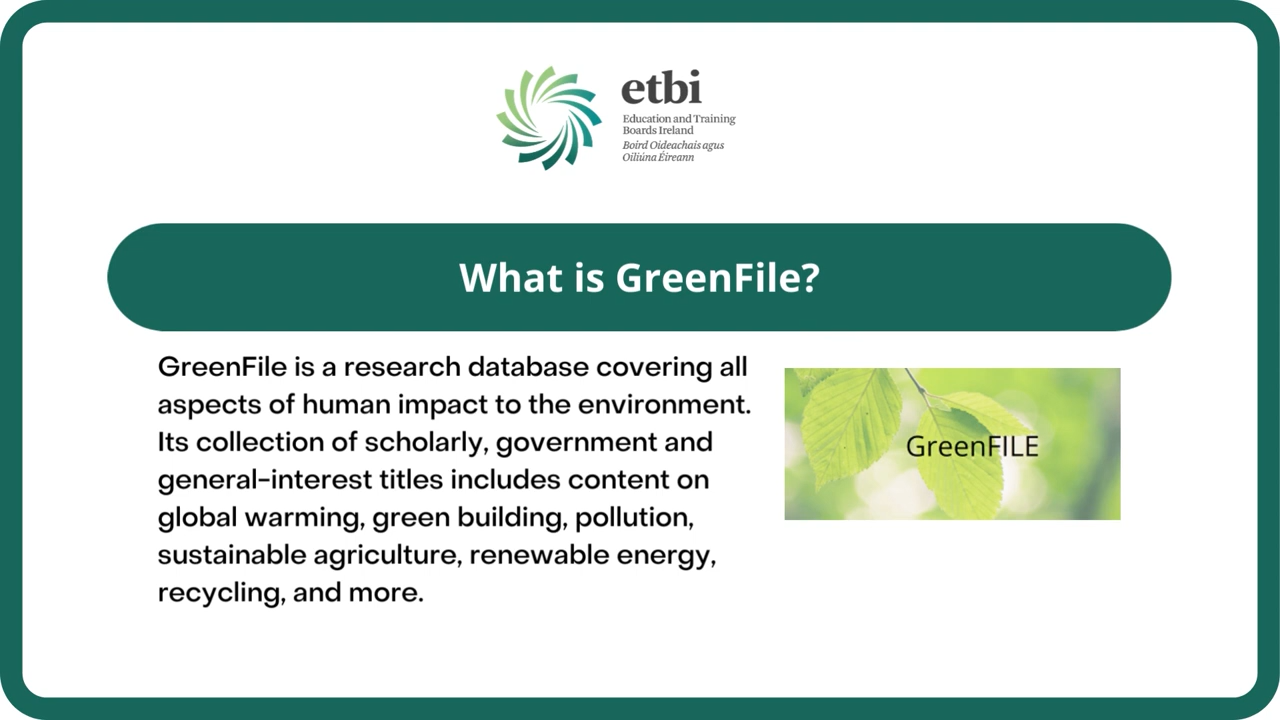 etbi
Education and Training
Boards Ireland
Boird Oideachais agus
Oiliúna Éireann
What is GreenFile?
GreenFile is a research database covering all
aspects of human impact to the environment.
Its collection of scholarly, government and
general-interest titles includes content on
global warming, green building, pollution,
sustainable agriculture, renewable energy,
recycling, and more.
GreenFILE